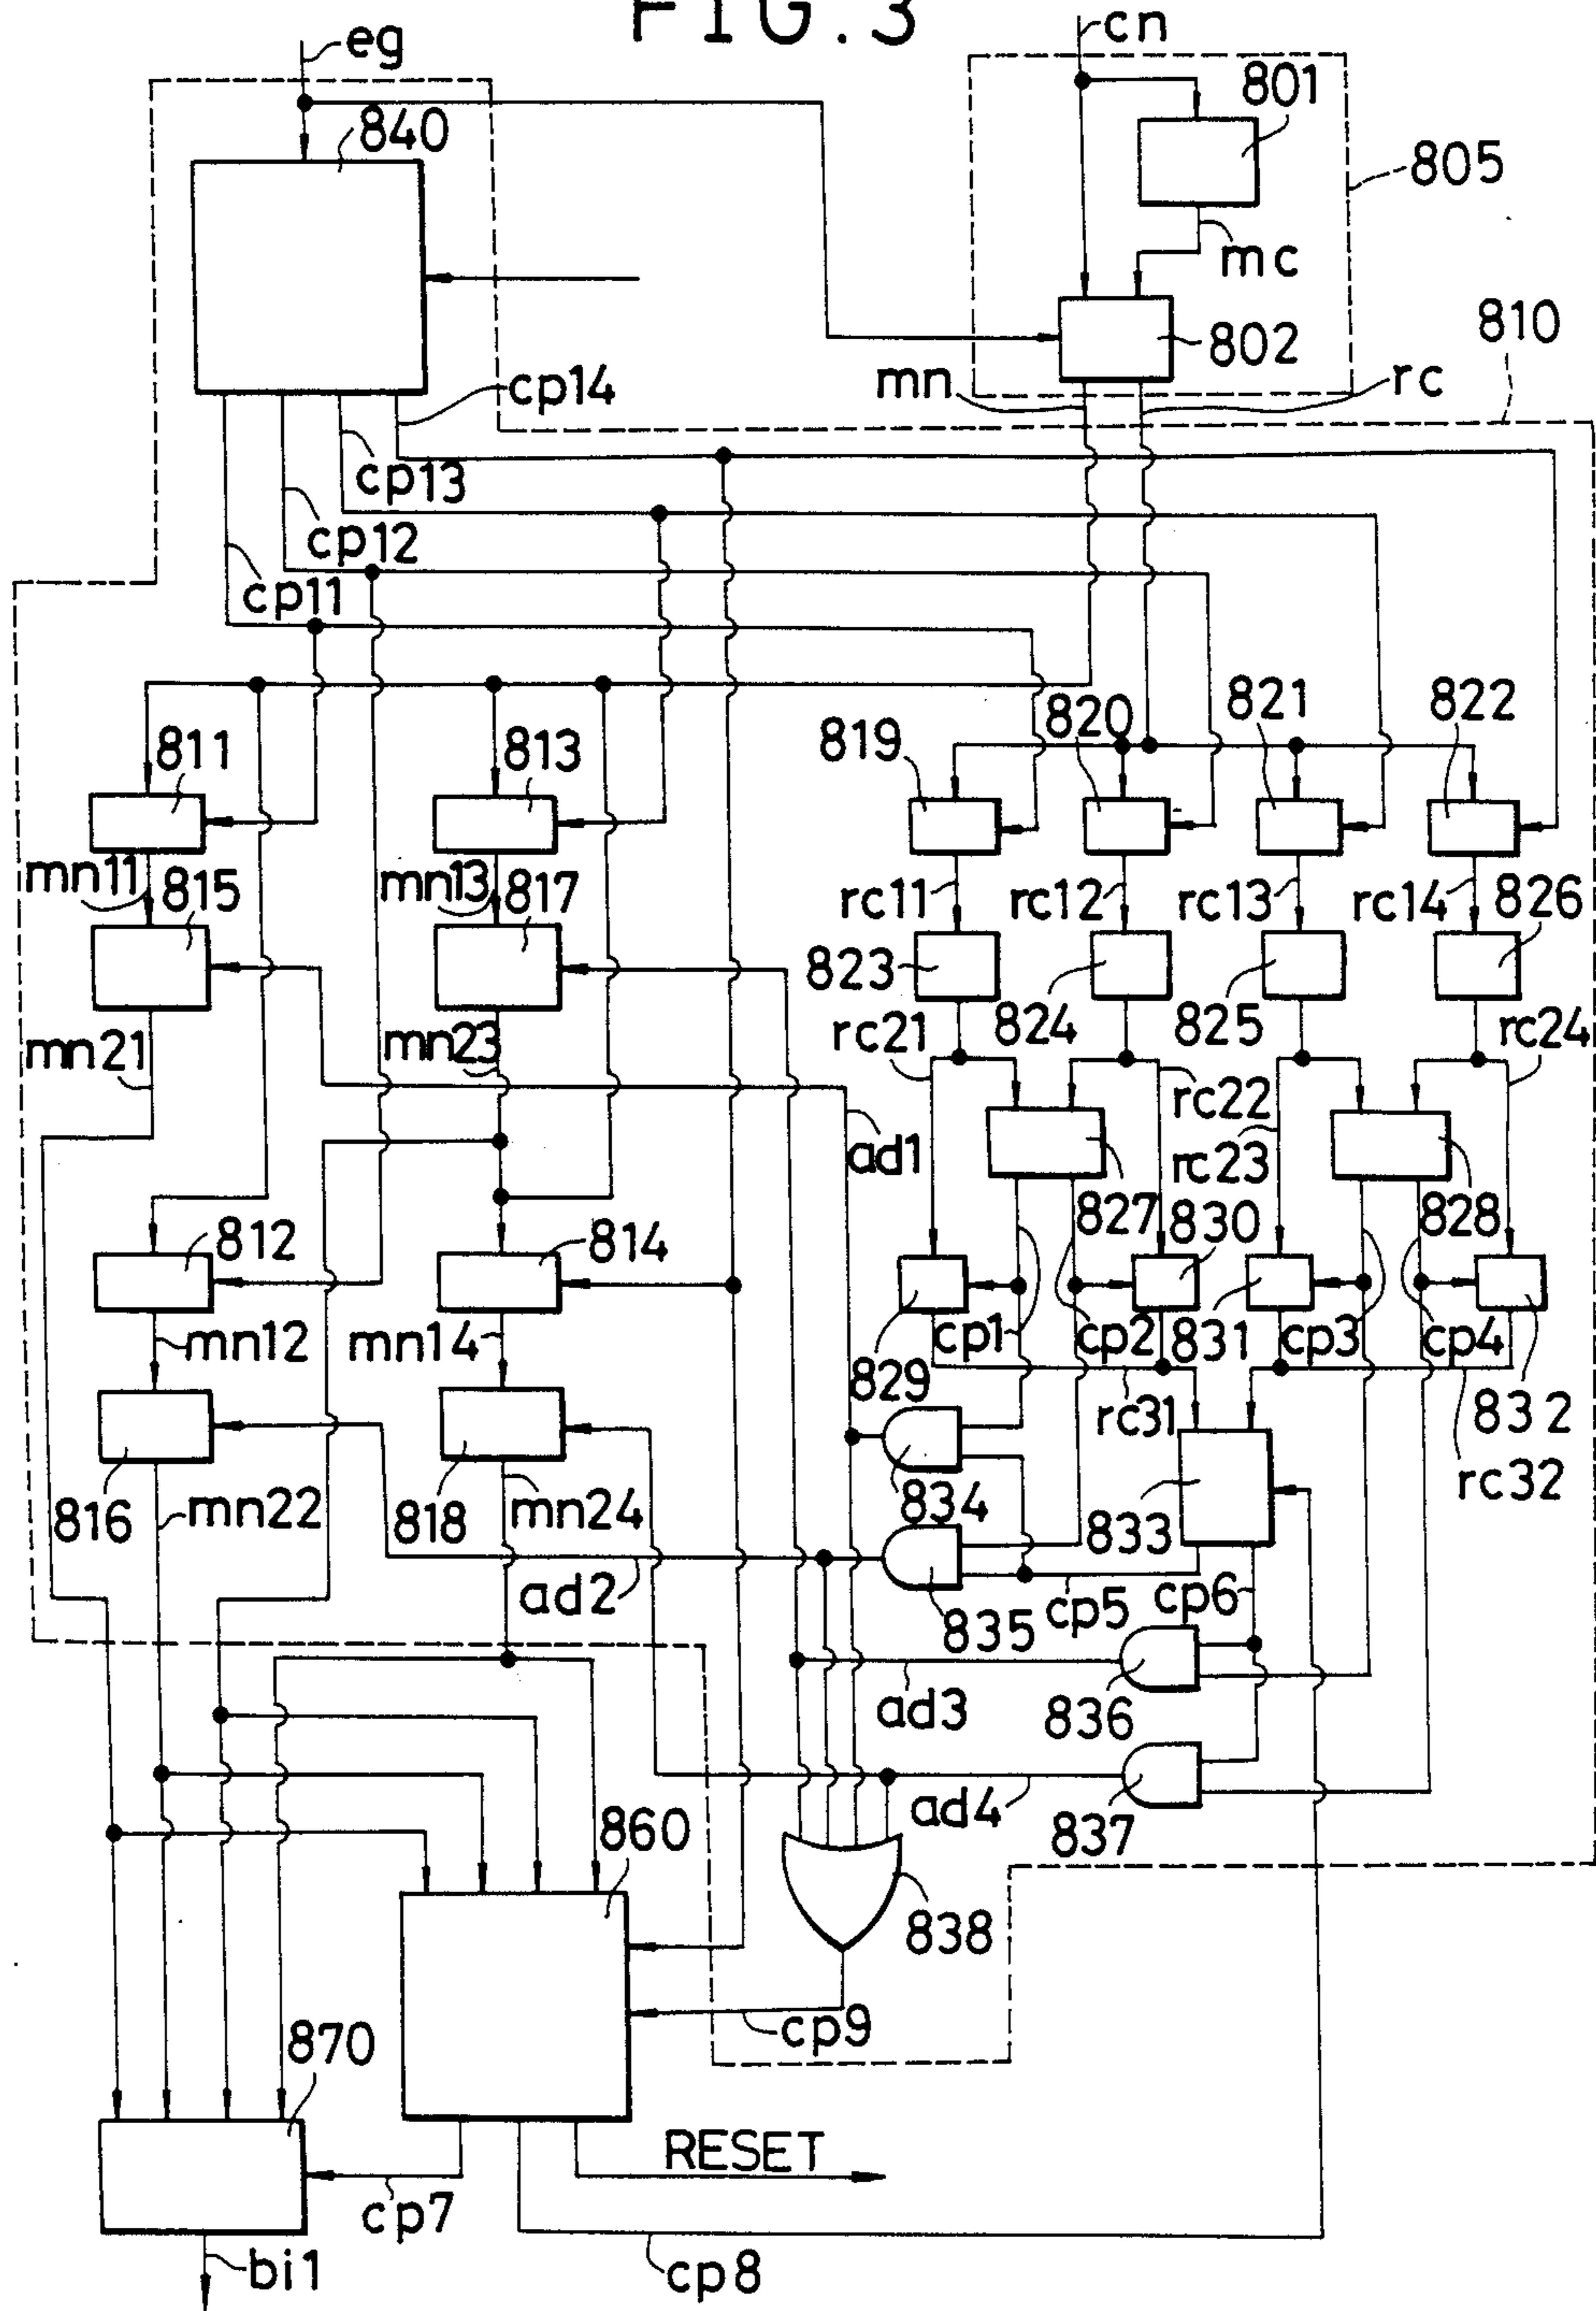 FIG.3
eg
cn
840
801
805
mc
802
810
mn
rc
cp14
cp13
cp12
cp11
811
813
819
820
821
822
mn11
815
mn13
817
rc11
rc12
rc13
rc14
826
823
824
825
mn21
mn23
rc21
rc22
rc23
rc24
ad1
827
830
828
812
814
mn12
mn14
cp1
cp2
831
cp3
cp4
829
rc31
832
rc32
816
mn22
818
mn24
834
833
ad2
835
cp5
cp6
ad3
836
ad4
837
860
838
cp9
870
RESET
cp7
cp8
bi1